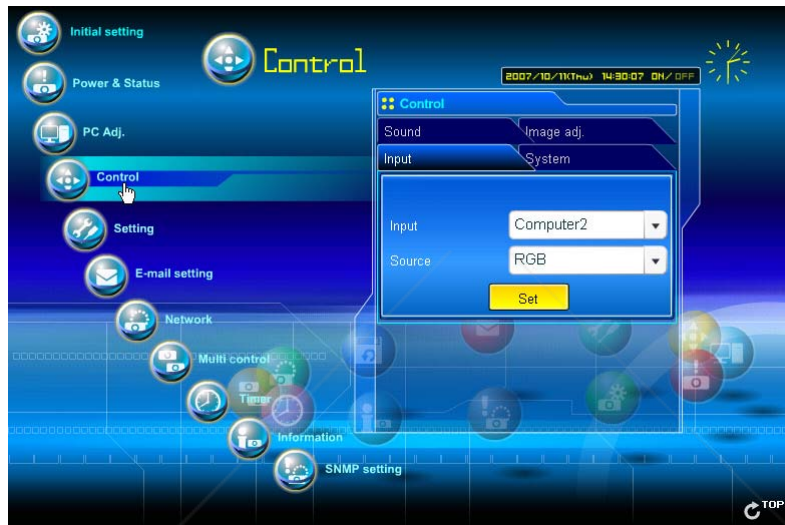 Initial setting
Power & Status
PC Adj.
Control
Setting
E-mail setting
Network
Multi control
Timer
Information
SNMP setting
Control
2007/10/11(Thu) 14:30:07 ON/OFF
Control
Sound
Image adj.
Input
System
Input
Computer2
Source
RGB
Set
TOP